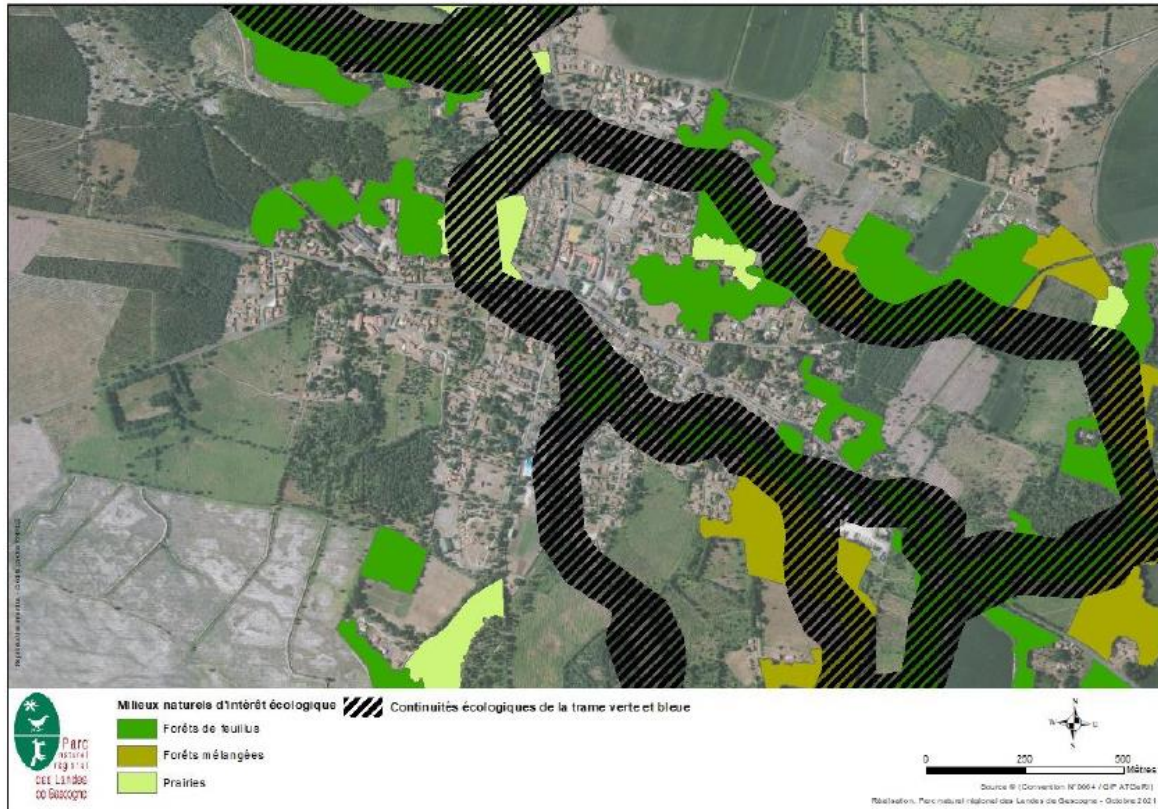 Milieux naturels d'intérêt écologique
Forêts de feuillus
Forêts mélangées
Prairies
Continuités écologiques de la trame verte et bleue
Parc
naturel
régional
des Landes
de Gascogne
N
W
E
S
0 250 500
Mètres
Réalisation: Parc naturel régional des Landes de Gascogne - Octobre 2021